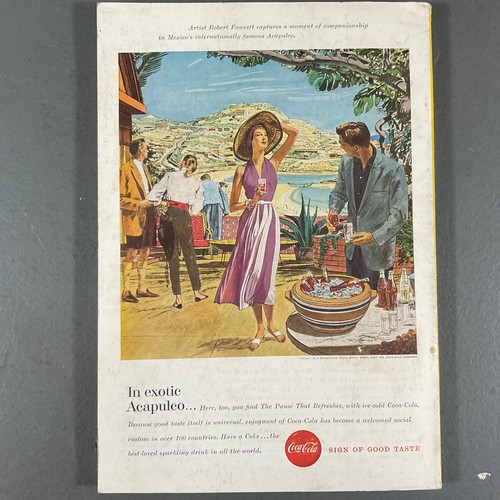 Artist Robert Fawcett captures a moment of companionship
in Mexico's internationally famous Acapulco.
In exotic
Acapulco... Here, too, you find The Pause That Refreshes, with ice-cold Coca-Cola.
Because good taste itself is universal, enjoyment of Coca-Cola has become a welcomed social
custom in over 100 countries. Have a Coke...the
best-loved sparkling drink in all the world.
Coca-Cola
SIGN OF GOOD TASTE